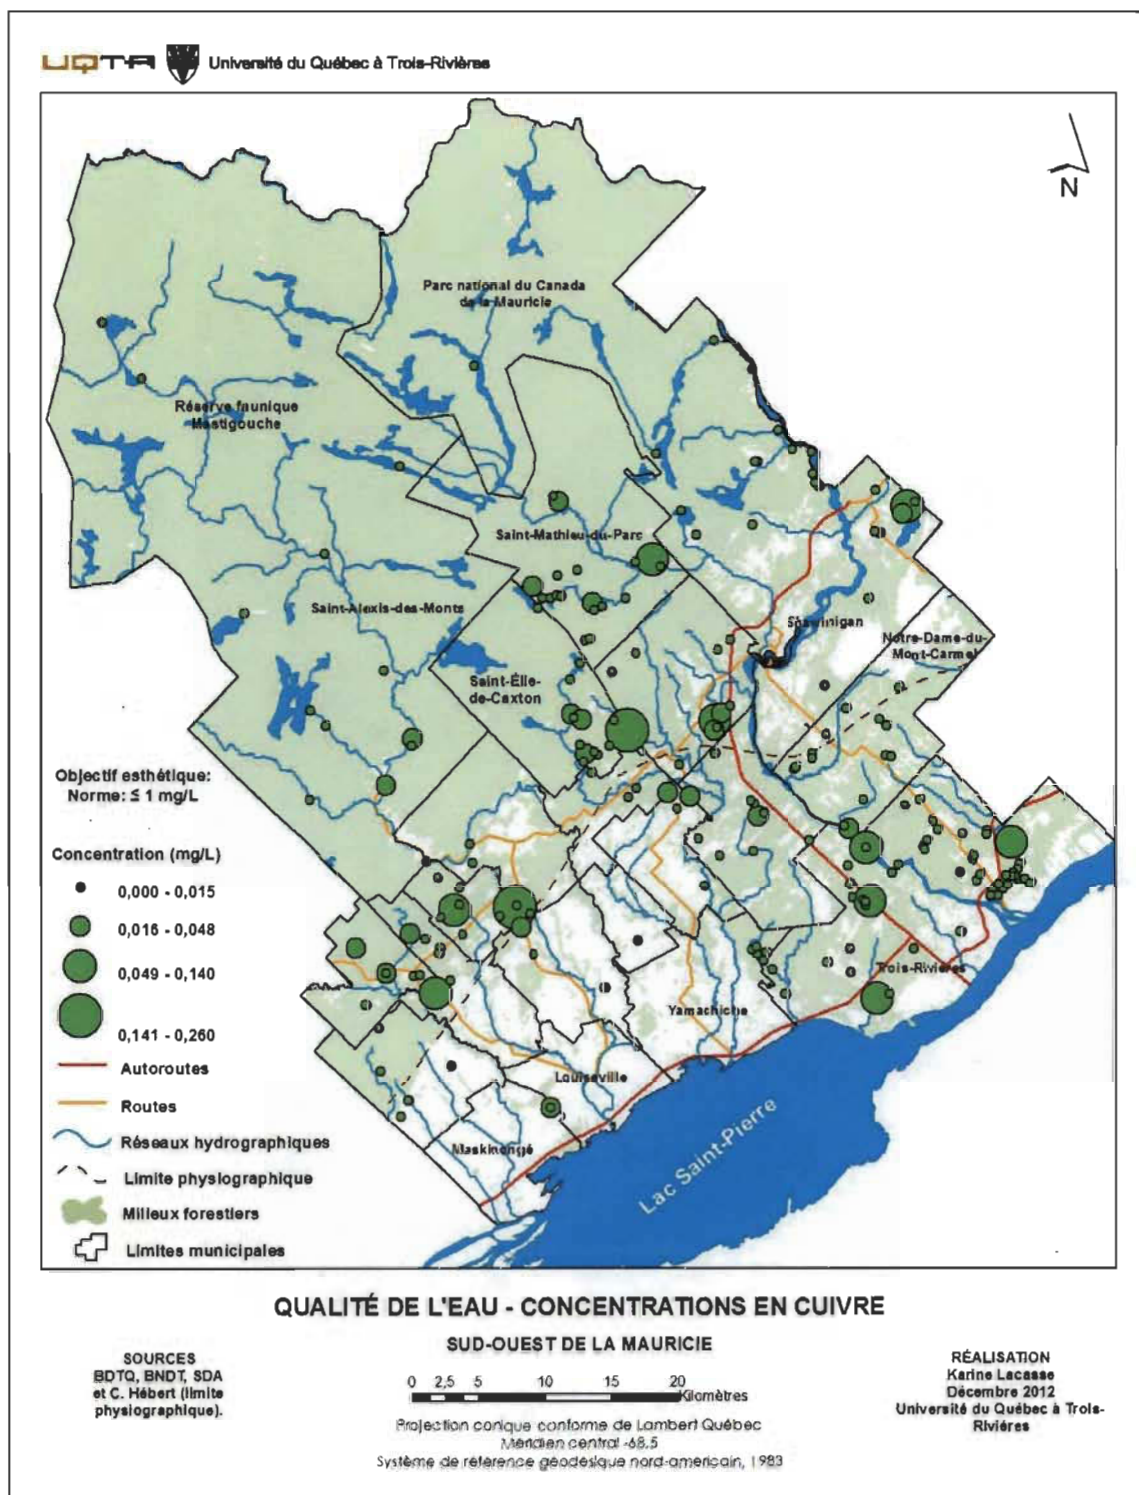 UQTR Université du Québec à Trois-Rivières
N
Parc national du Canada
de la Mauricie
Réserve faunique
Mastigouche
Saint-Mathieu-du-Parc
Saint-Alexis-des-Monts
Shawinigan
Notre-Dame-du-
Mont-Carmel
Saint-Élie-
de-Caxton
Trois-Rivières
Yamachiche
Louiseville
Maskinongé
Lac Saint-Pierre
Objectif esthétique:
Norme: ≤ 1 mg/L
Concentration (mg/L)
0,000 - 0,015
0,016 - 0,048
0,049 - 0,140
0,141 - 0,260
Autoroutes
Routes
Réseaux hydrographiques
Limite physiographique
Milieux forestiers
Limites municipales
QUALITÉ DE L'EAU - CONCENTRATIONS EN CUIVRE
SUD-OUEST DE LA MAURICIE
SOURCES
BDTQ, BNDT, SDA
et C. Hébert (limite
physiographique).
0 2,5 5 10 15 20
Kilomètres
Projection conique conforme de Lambert Québec
Méridien central -68,5
Système de référence géodésique nord-américain, 1983
RÉALISATION
Karine Lacasse
Décembre 2012
Université du Québec à Trois-
Rivières